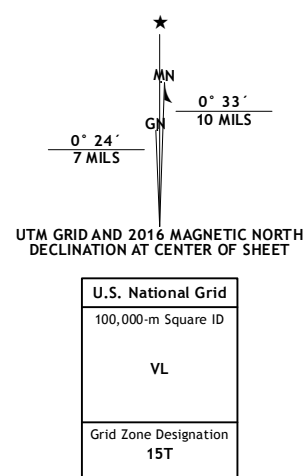 ★
MN
0° 33´
10 MILS
GN
0° 24´
7 MILS
UTM GRID AND 2016 MAGNETIC NORTH
DECLINATION AT CENTER OF SHEET
U.S. National Grid
100,000-m Square ID
VL
Grid Zone Designation
15T